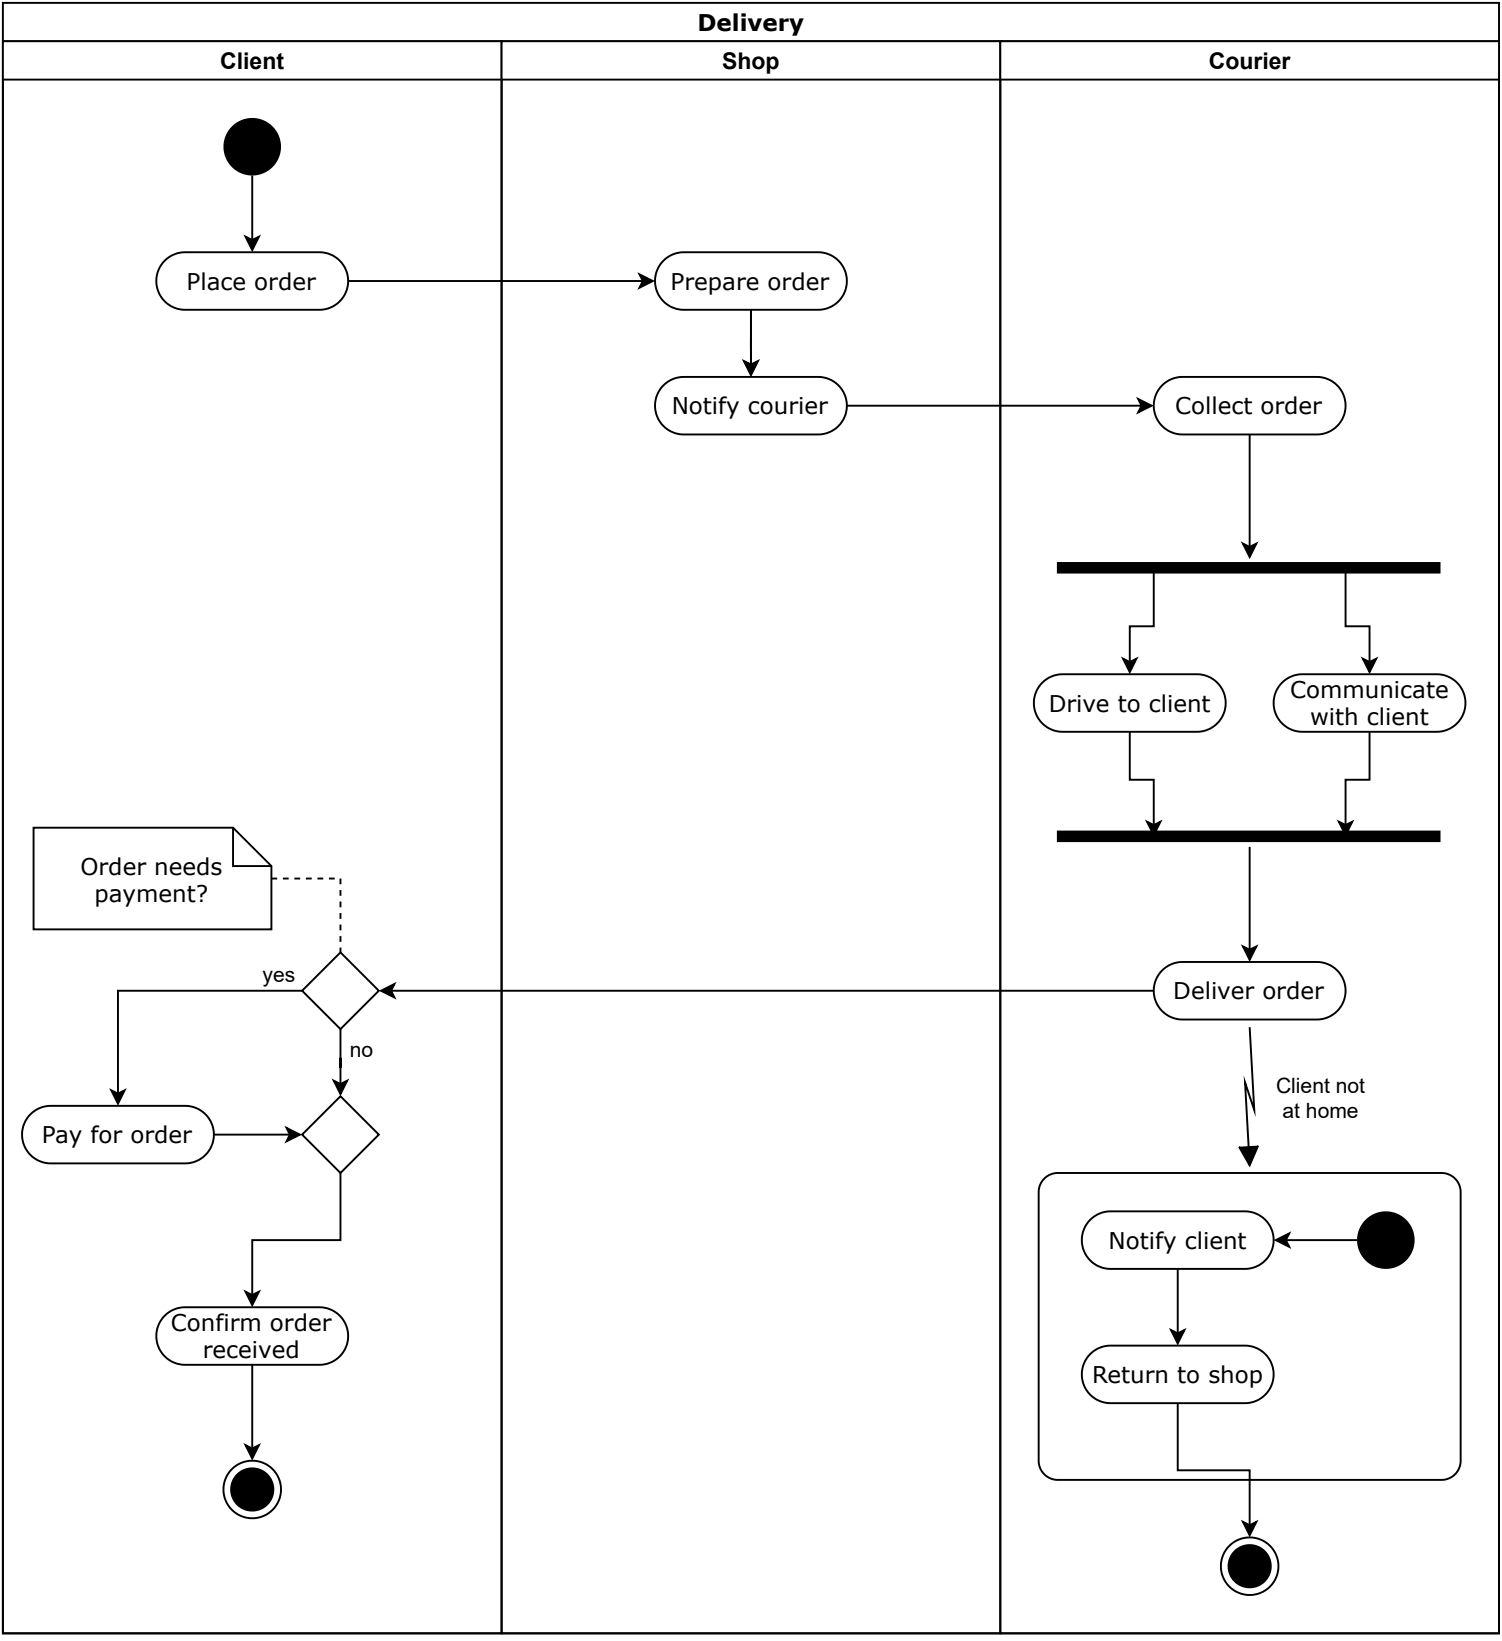 Delivery
Client
Shop
Courier
Place order
Prepare order
Notify courier
Collect order
Drive to client
Communicate
with client
Order needs
payment?
yes
Deliver order
no
Client not
at home
Pay for order
Notify client
Confirm order
received
Return to shop